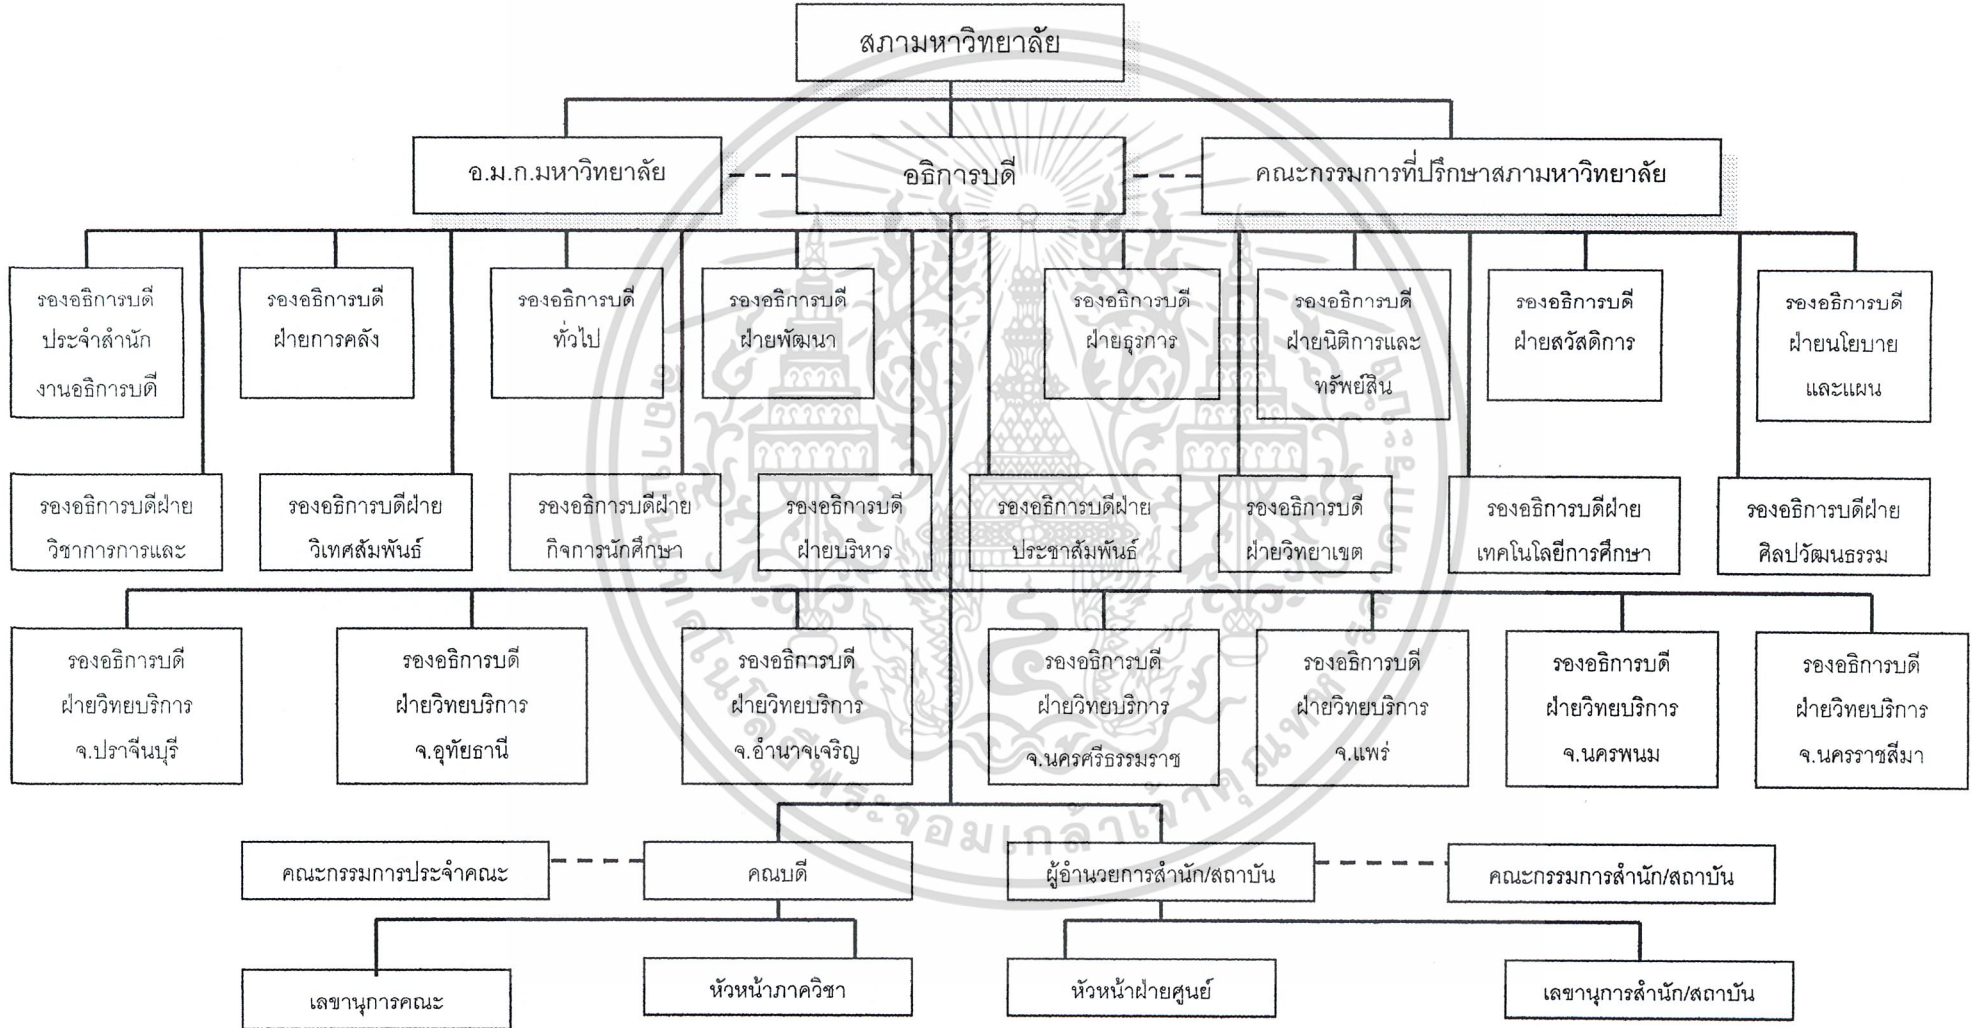 สภามหาวิทยาลัย
อ.ม.ก.มหาวิทยาลัย
อธิการบดี
คณะกรรมการที่ปรึกษาสภามหาวิทยาลัย
รองอธิการบดี
ประจำสำนัก
งานอธิการบดี
รองอธิการบดี
ฝ่ายการคลัง
รองอธิการบดี
ทั่วไป
รองอธิการบดี
ฝ่ายพัฒนา
รองอธิการบดี
ฝ่ายธุรการ
รองอธิการบดี
ฝ่ายนิติการและ
ทรัพย์สิน
รองอธิการบดี
ฝ่ายสวัสดิการ
รองอธิการบดี
ฝ่ายนโยบาย
และแผน
รองอธิการบดีฝ่าย
วิชาการการและ
รองอธิการบดีฝ่าย
วิเทศสัมพันธ์
รองอธิการบดีฝ่าย
กิจการนักศึกษา
รองอธิการบดี
ฝ่ายบริหาร
รองอธิการบดีฝ่าย
ประชาสัมพันธ์
รองอธิการบดี
ฝ่ายวิทยาเขต
รองอธิการบดีฝ่าย
เทคโนโลยีการศึกษา
รองอธิการบดีฝ่าย
ศิลปวัฒนธรรม
รองอธิการบดี
ฝ่ายวิทยบริการ
จ.ปราจีนบุรี
รองอธิการบดี
ฝ่ายวิทยบริการ
จ.อุทัยธานี
รองอธิการบดี
ฝ่ายวิทยบริการ
จ.อำนาจเจริญ
รองอธิการบดี
ฝ่ายวิทยบริการ
จ.นครศรีธรรมราช
รองอธิการบดี
ฝ่ายวิทยบริการ
จ.แพร่
รองอธิการบดี
ฝ่ายวิทยบริการ
จ.นครพนม
รองอธิการบดี
ฝ่ายวิทยบริการ
จ.นครราชสีมา
คณะกรรมการประจำคณะ
คณบดี
ผู้อำนวยการสำนัก/สถาบัน
คณะกรรมการสำนัก/สถาบัน
เลขานุการคณะ
หัวหน้าภาควิชา
หัวหน้าฝ่ายศูนย์
เลขานุการสำนัก/สถาบัน